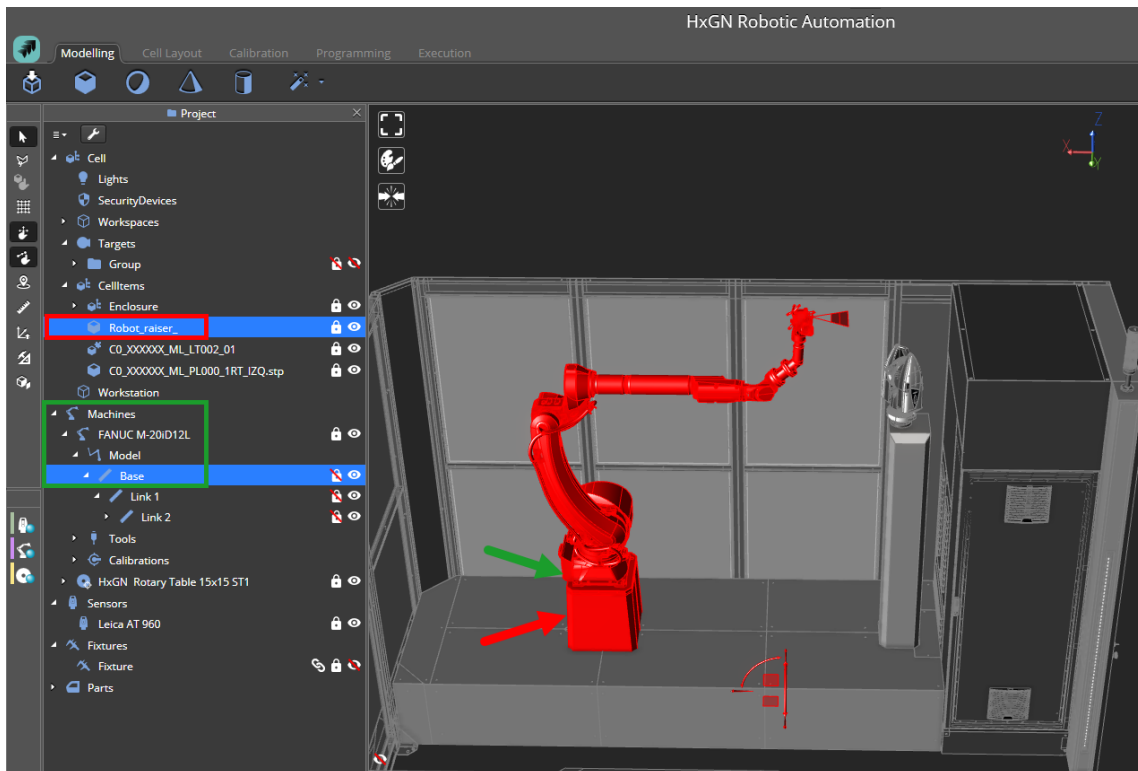 HxGN Robotic Automation
Modelling Cell Layout Calibration Programming Execution
Project
Cell
Lights
SecurityDevices
Workspaces
Targets
Group
CellItems
Enclosure
Robot_raiser_
C0_XXXXXX_ML_LT002_01
C0_XXXXXX_ML_PL000_1RT_IZQ.stp
Workstation
Machines
FANUC M-20iD12L
Model
Base
Link 1
Link 2
Tools
Calibrations
HxGN Rotary Table 15x15 ST1
Sensors
Leica AT 960
Fixtures
Fixture
Parts
Z
X
Y